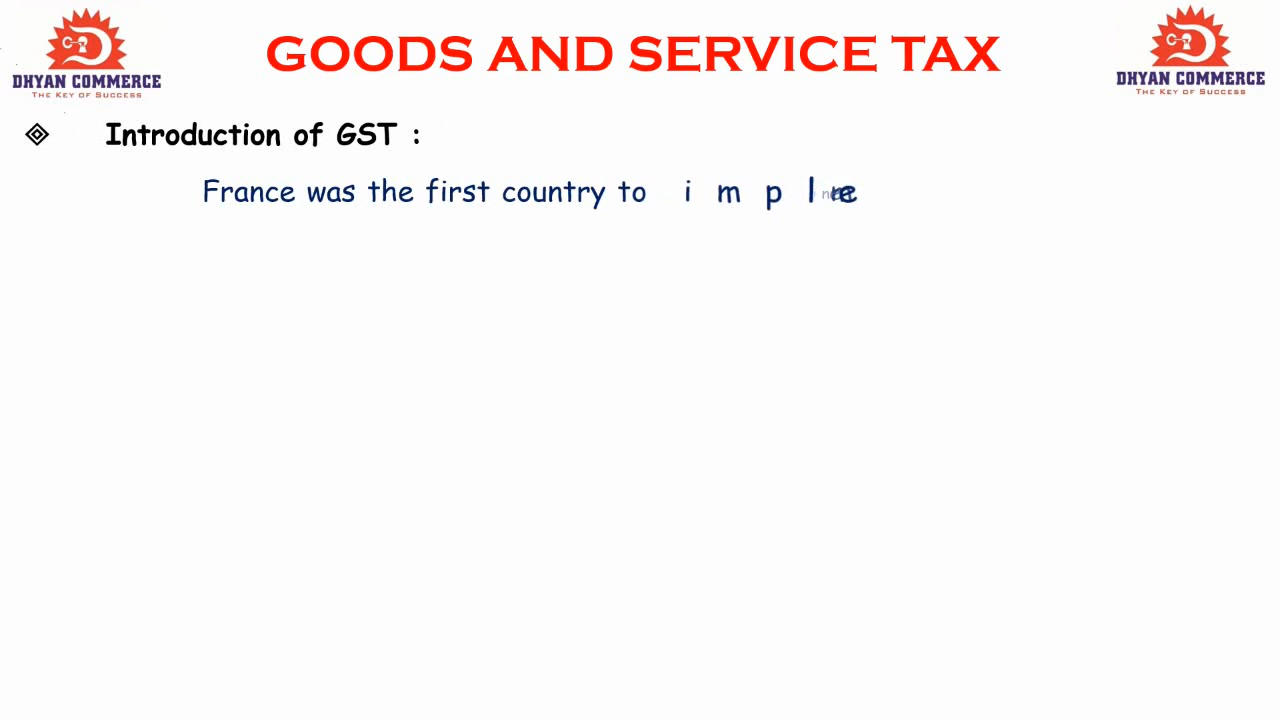 GOODS AND SERVICE TAX
DHYAN COMMERCE
The Key of Success
DHYAN COMMERCE
The Key of Success
Introduction of GST :
France was the first country to i m p l e